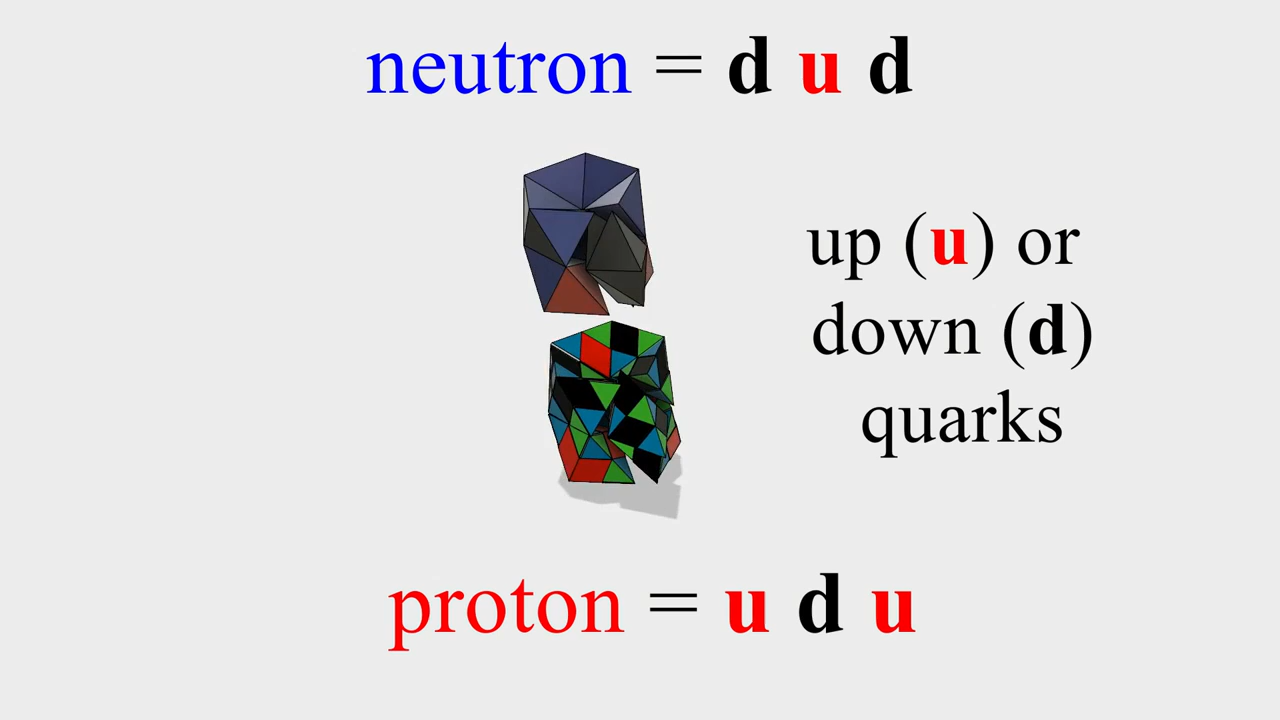 neutron = d u d
up (u) or
down (d)
quarks
proton = u d u